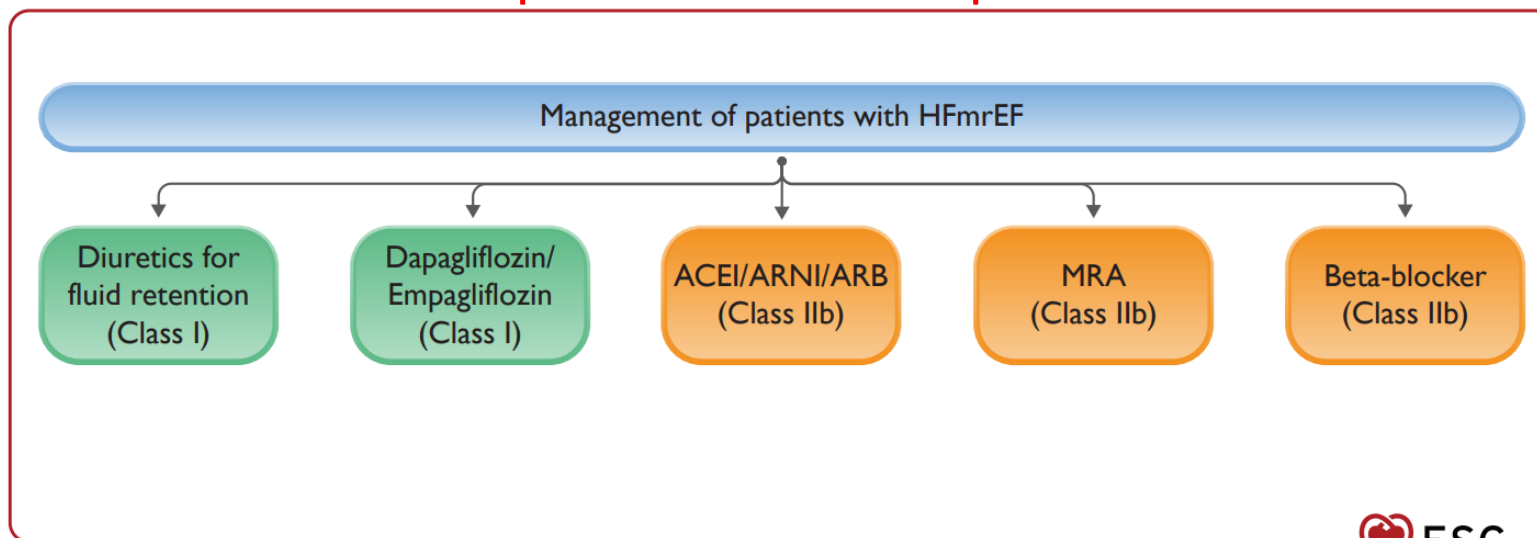 Management of patients with HFmrEF
Diuretics for
fluid retention
(Class I)
Dapagliflozin/
Empagliflozin
(Class I)
ACEI/ARNI/ARB
(Class IIb)
MRA
(Class IIb)
Beta-blocker
(Class IIb)
ESC